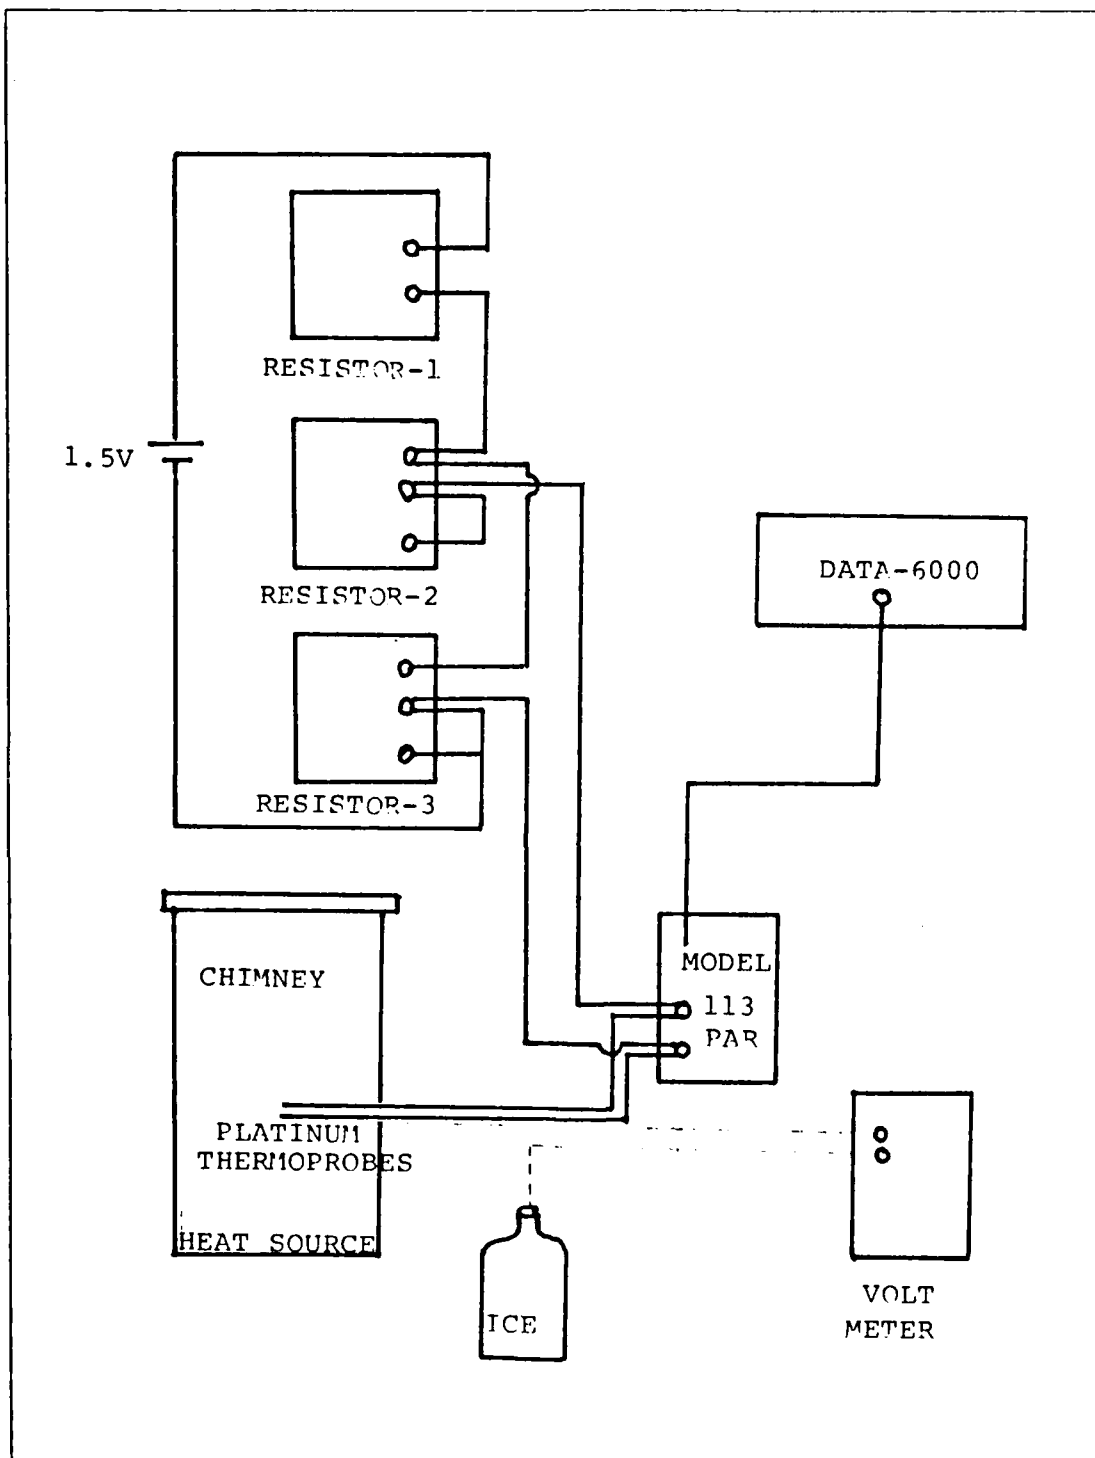 RESISTOR-1
1.5V
RESISTOR-2
DATA-6000
RESISTOR-3
CHIMNEY
MODEL
113
PAR
PLATINUM
THERMOPROBES
HEAT SOURCE
ICE
VOLT
METER